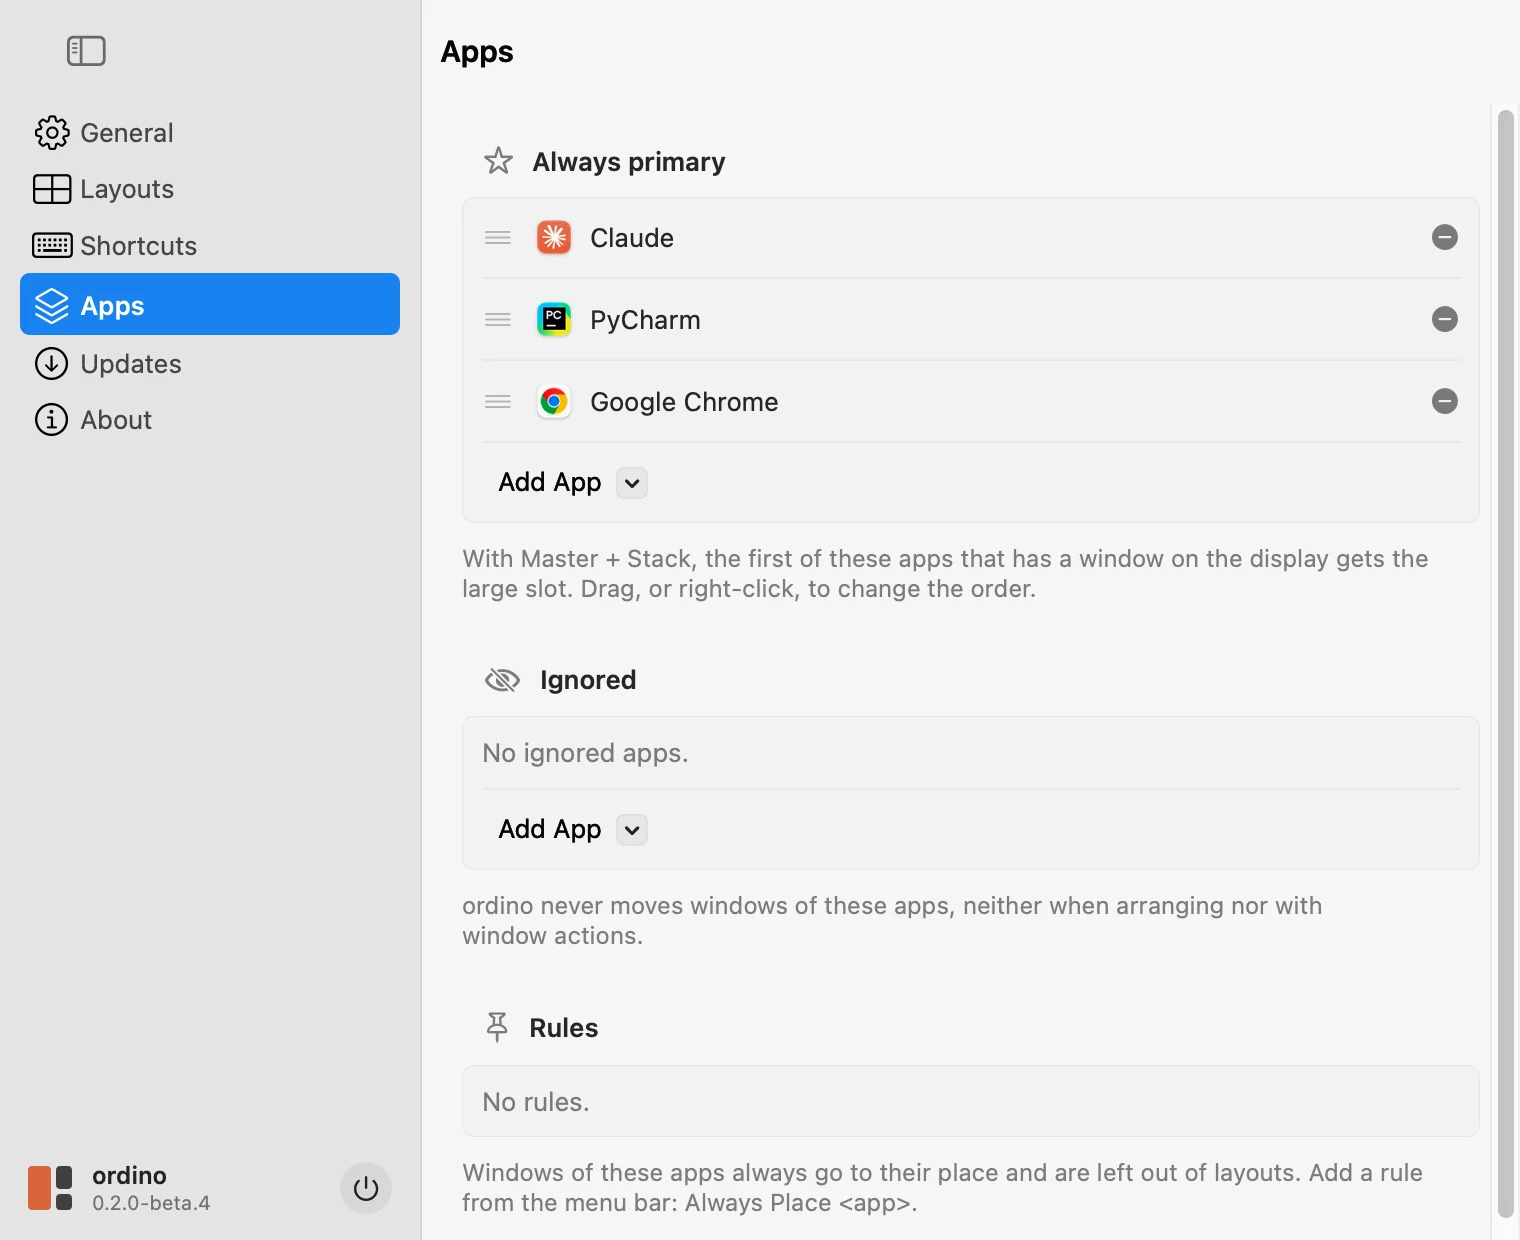 Apps
General
Layouts
Shortcuts
Apps
Updates
About
Always primary
Claude
PC
PyCharm
Google Chrome
Add App
With Master + Stack, the first of these apps that has a window on the display gets the
large slot. Drag, or right-click, to change the order.
Ignored
No ignored apps.
Add App
ordino never moves windows of these apps, neither when arranging nor with
window actions.
Rules
No rules.
Windows of these apps always go to their place and are left out of layouts. Add a rule
from the menu bar: Always Place <app>.
ordino
0.2.0-beta.4